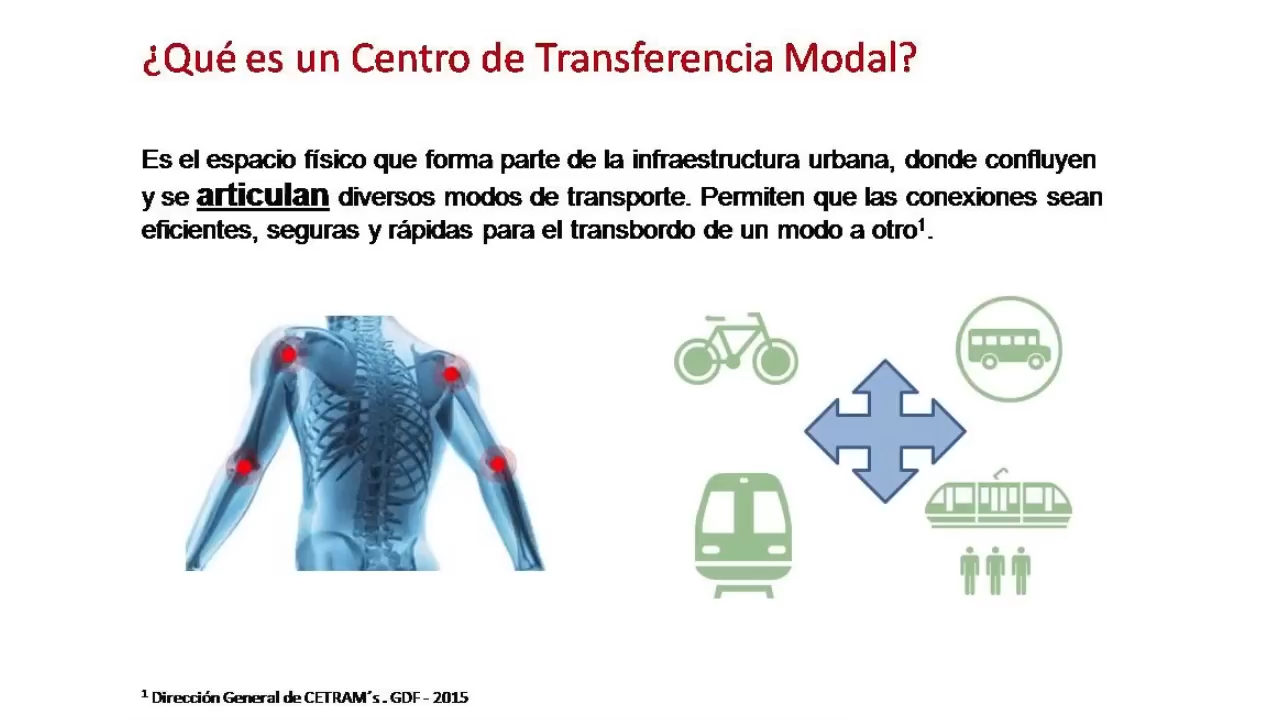 ¿Qué es un Centro de Transferencia Modal?
Es el espacio físico que forma parte de la infraestructura urbana, donde confluyen
y se articulan diversos modos de transporte. Permiten que las conexiones sean
eficientes, seguras y rápidas para el transbordo de un modo a otro¹.
¹ Dirección General de CETRAM´s . GDF - 2015